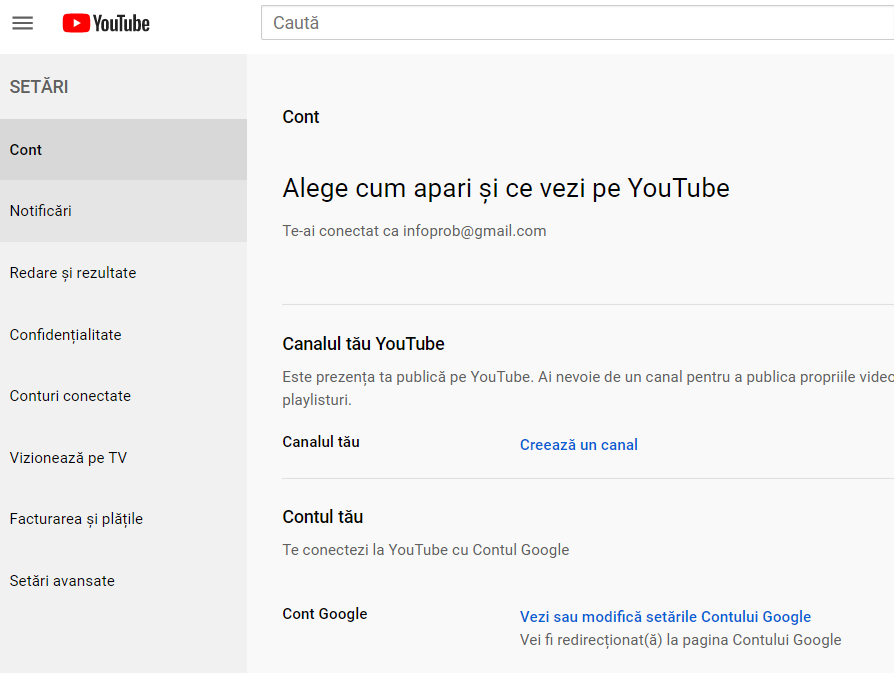 YouTube
Caută
SETĂRI
Cont
Notificări
Redare și rezultate
Confidențialitate
Conturi conectate
Vizionează pe TV
Facturarea și plățile
Setări avansate
Cont
Alege cum apari și ce vezi pe YouTube
Te-ai conectat ca infoprob@gmail.com
Canalul tău YouTube
Este prezența ta publică pe YouTube. Ai nevoie de un canal pentru a publica propriile video
playlisturi.
Canalul tău
Creează un canal
Contul tău
Te conectezi la YouTube cu Contul Google
Cont Google
Vezi sau modifică setările Contului Google
Vei fi redirecționat(ă) la pagina Contului Google